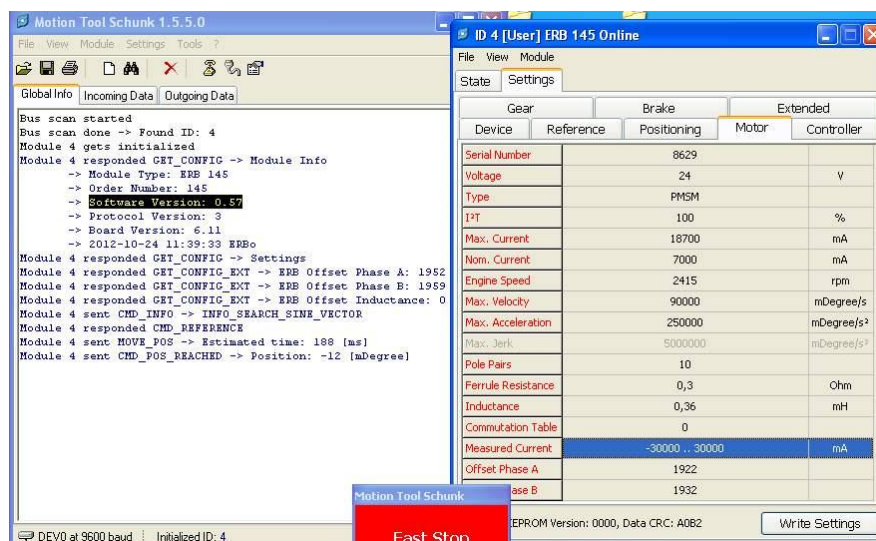 Motion Tool Schunk 1.5.5.0
File View Module Settings Tools ?
Global Info Incoming Data Outgoing Data
Bus scan started
Bus scan done -> Found ID: 4
Module 4 gets initialized
Module 4 responded GET_CONFIG -> Module Info
-> Module Type: ERB 145
-> Order Number: 145
-> Software Version: 0.57
-> Protocol Version: 3
-> Board Version: 6.11
-> 2012-10-24 11:39:33 ERBo
Module 4 responded GET_CONFIG -> Settings
Module 4 responded GET_CONFIG_EXT -> ERB Offset Phase A: 1952
Module 4 responded GET_CONFIG_EXT -> ERB Offset Phase B: 1959
Module 4 responded GET_CONFIG_EXT -> ERB Offset Inductance: 0
Module 4 sent CMD_INFO -> INFO_SEARCH_SINE_VECTOR
Module 4 responded CMD_REFERENCE
Module 4 sent MOVE_POS -> Estimated time: 188 [ms]
Module 4 sent CMD_POS_REACHED -> Position: -12 [mDegree]
DEV0 at 9600 baud Initialized ID: 4
Motion Tool Schunk
Fast Stop
ID 4 [User] ERB 145 Online
File View Module
State Settings
Gear Brake Extended
Device Reference Positioning Motor Controller
Serial Number 8629
Voltage 24 V
Type PMSM
I²T 100 %
Max. Current 18700 mA
Nom. Current 7000 mA
Engine Speed 2415 rpm
Max. Velocity 90000 mDegree/s
Max. Acceleration 250000 mDegree/s²
Max. Jerk 5000000 mDegree/s³
Pole Pairs 10
Ferrule Resistance 0,3 Ohm
Inductance 0,36 mH
Commutation Table 0
Measured Current -30000 .. 30000 mA
Offset Phase A 1922
ase B 1932
EPROM Version: 0000, Data CRC: A0B2 Write Settings